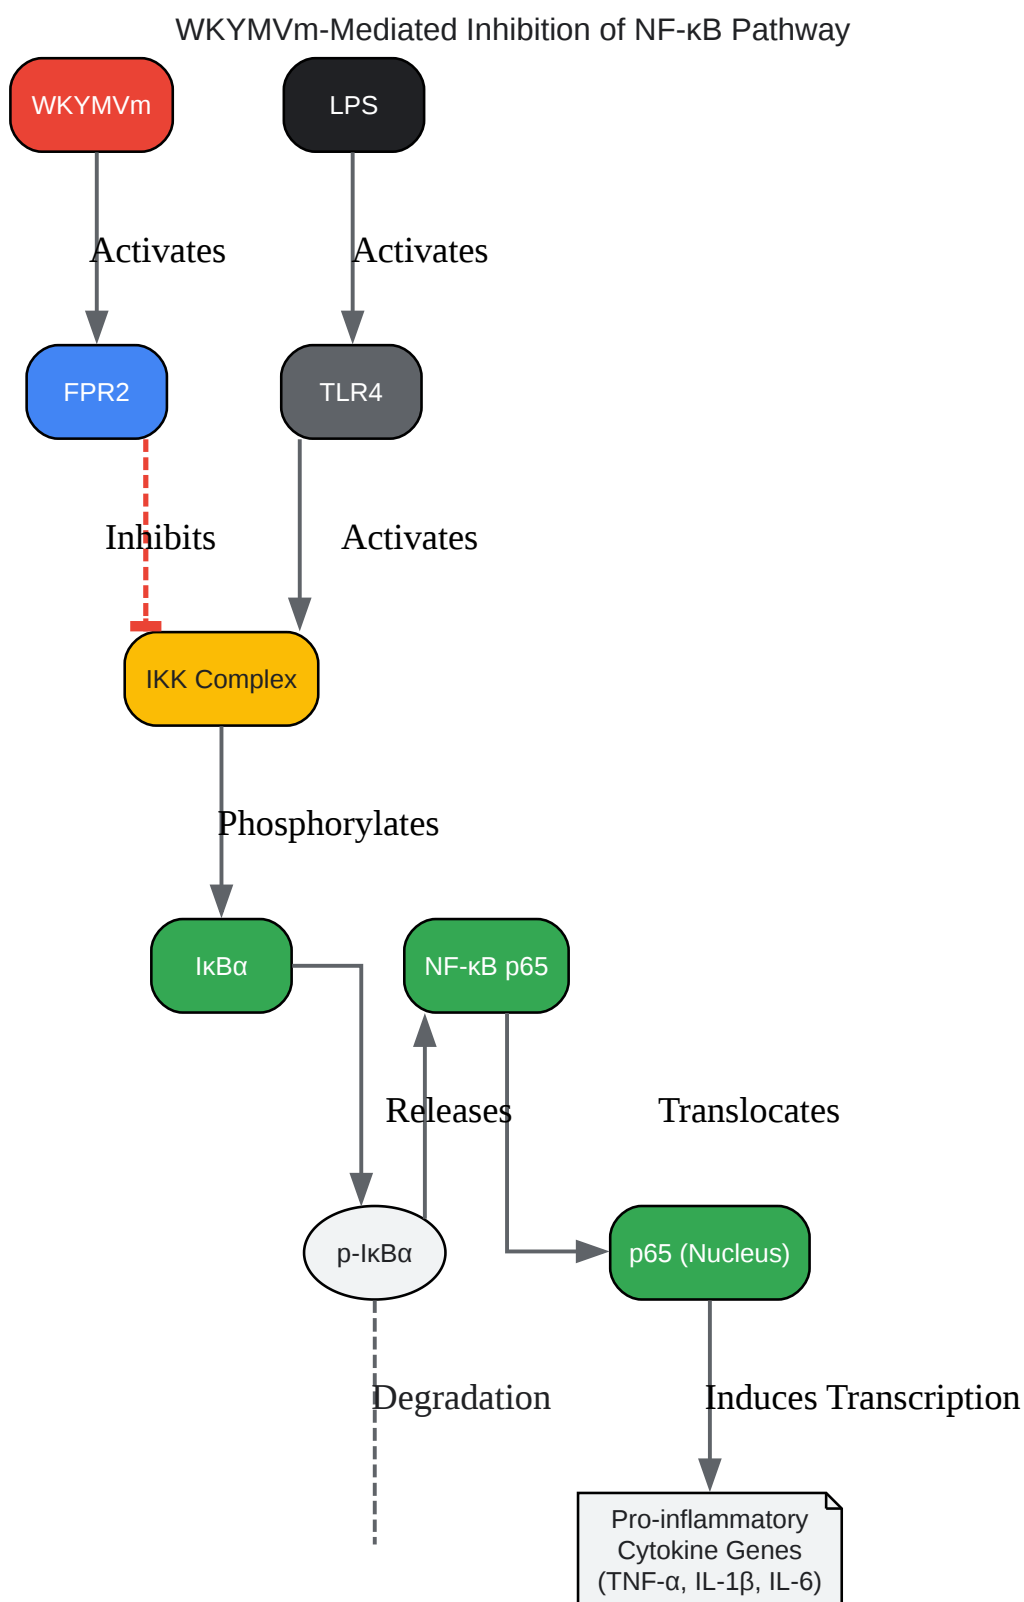 WKYMVm-Mediated Inhibition of NF-κB Pathway
WKYMVm
LPS
Activates
Activates
FPR2
TLR4
Inhibits
Activates
IKK Complex
Phosphorylates
IκBα
NF-κB p65
Releases
Translocates
p-IκBα
p65 (Nucleus)
Degradation
Induces Transcription
Pro-inflammatory
Cytokine Genes
(TNF-α, IL-1β, IL-6)